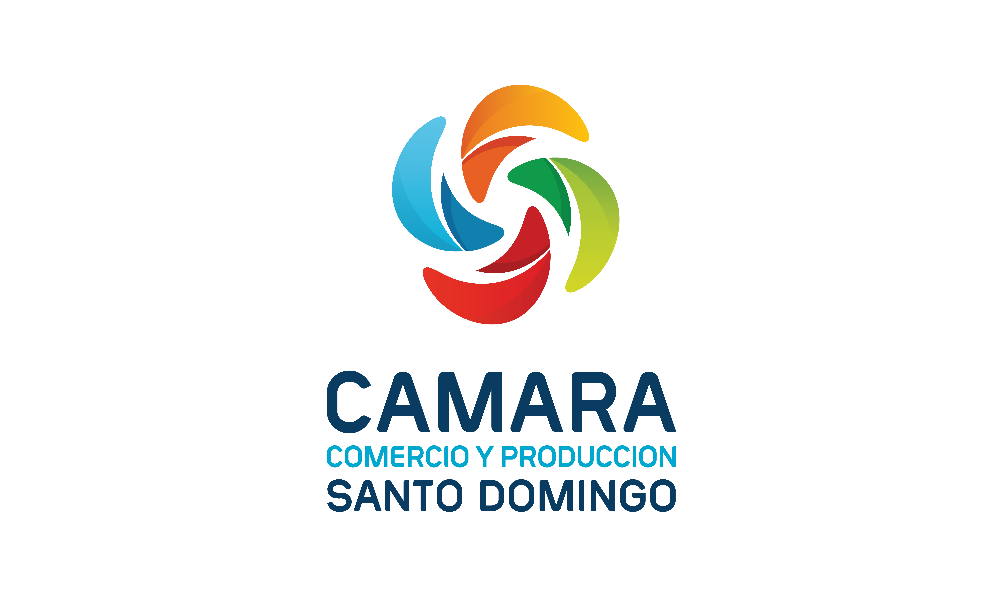 CAMARA
COMERCIO Y PRODUCCION
SANTO DOMINGO